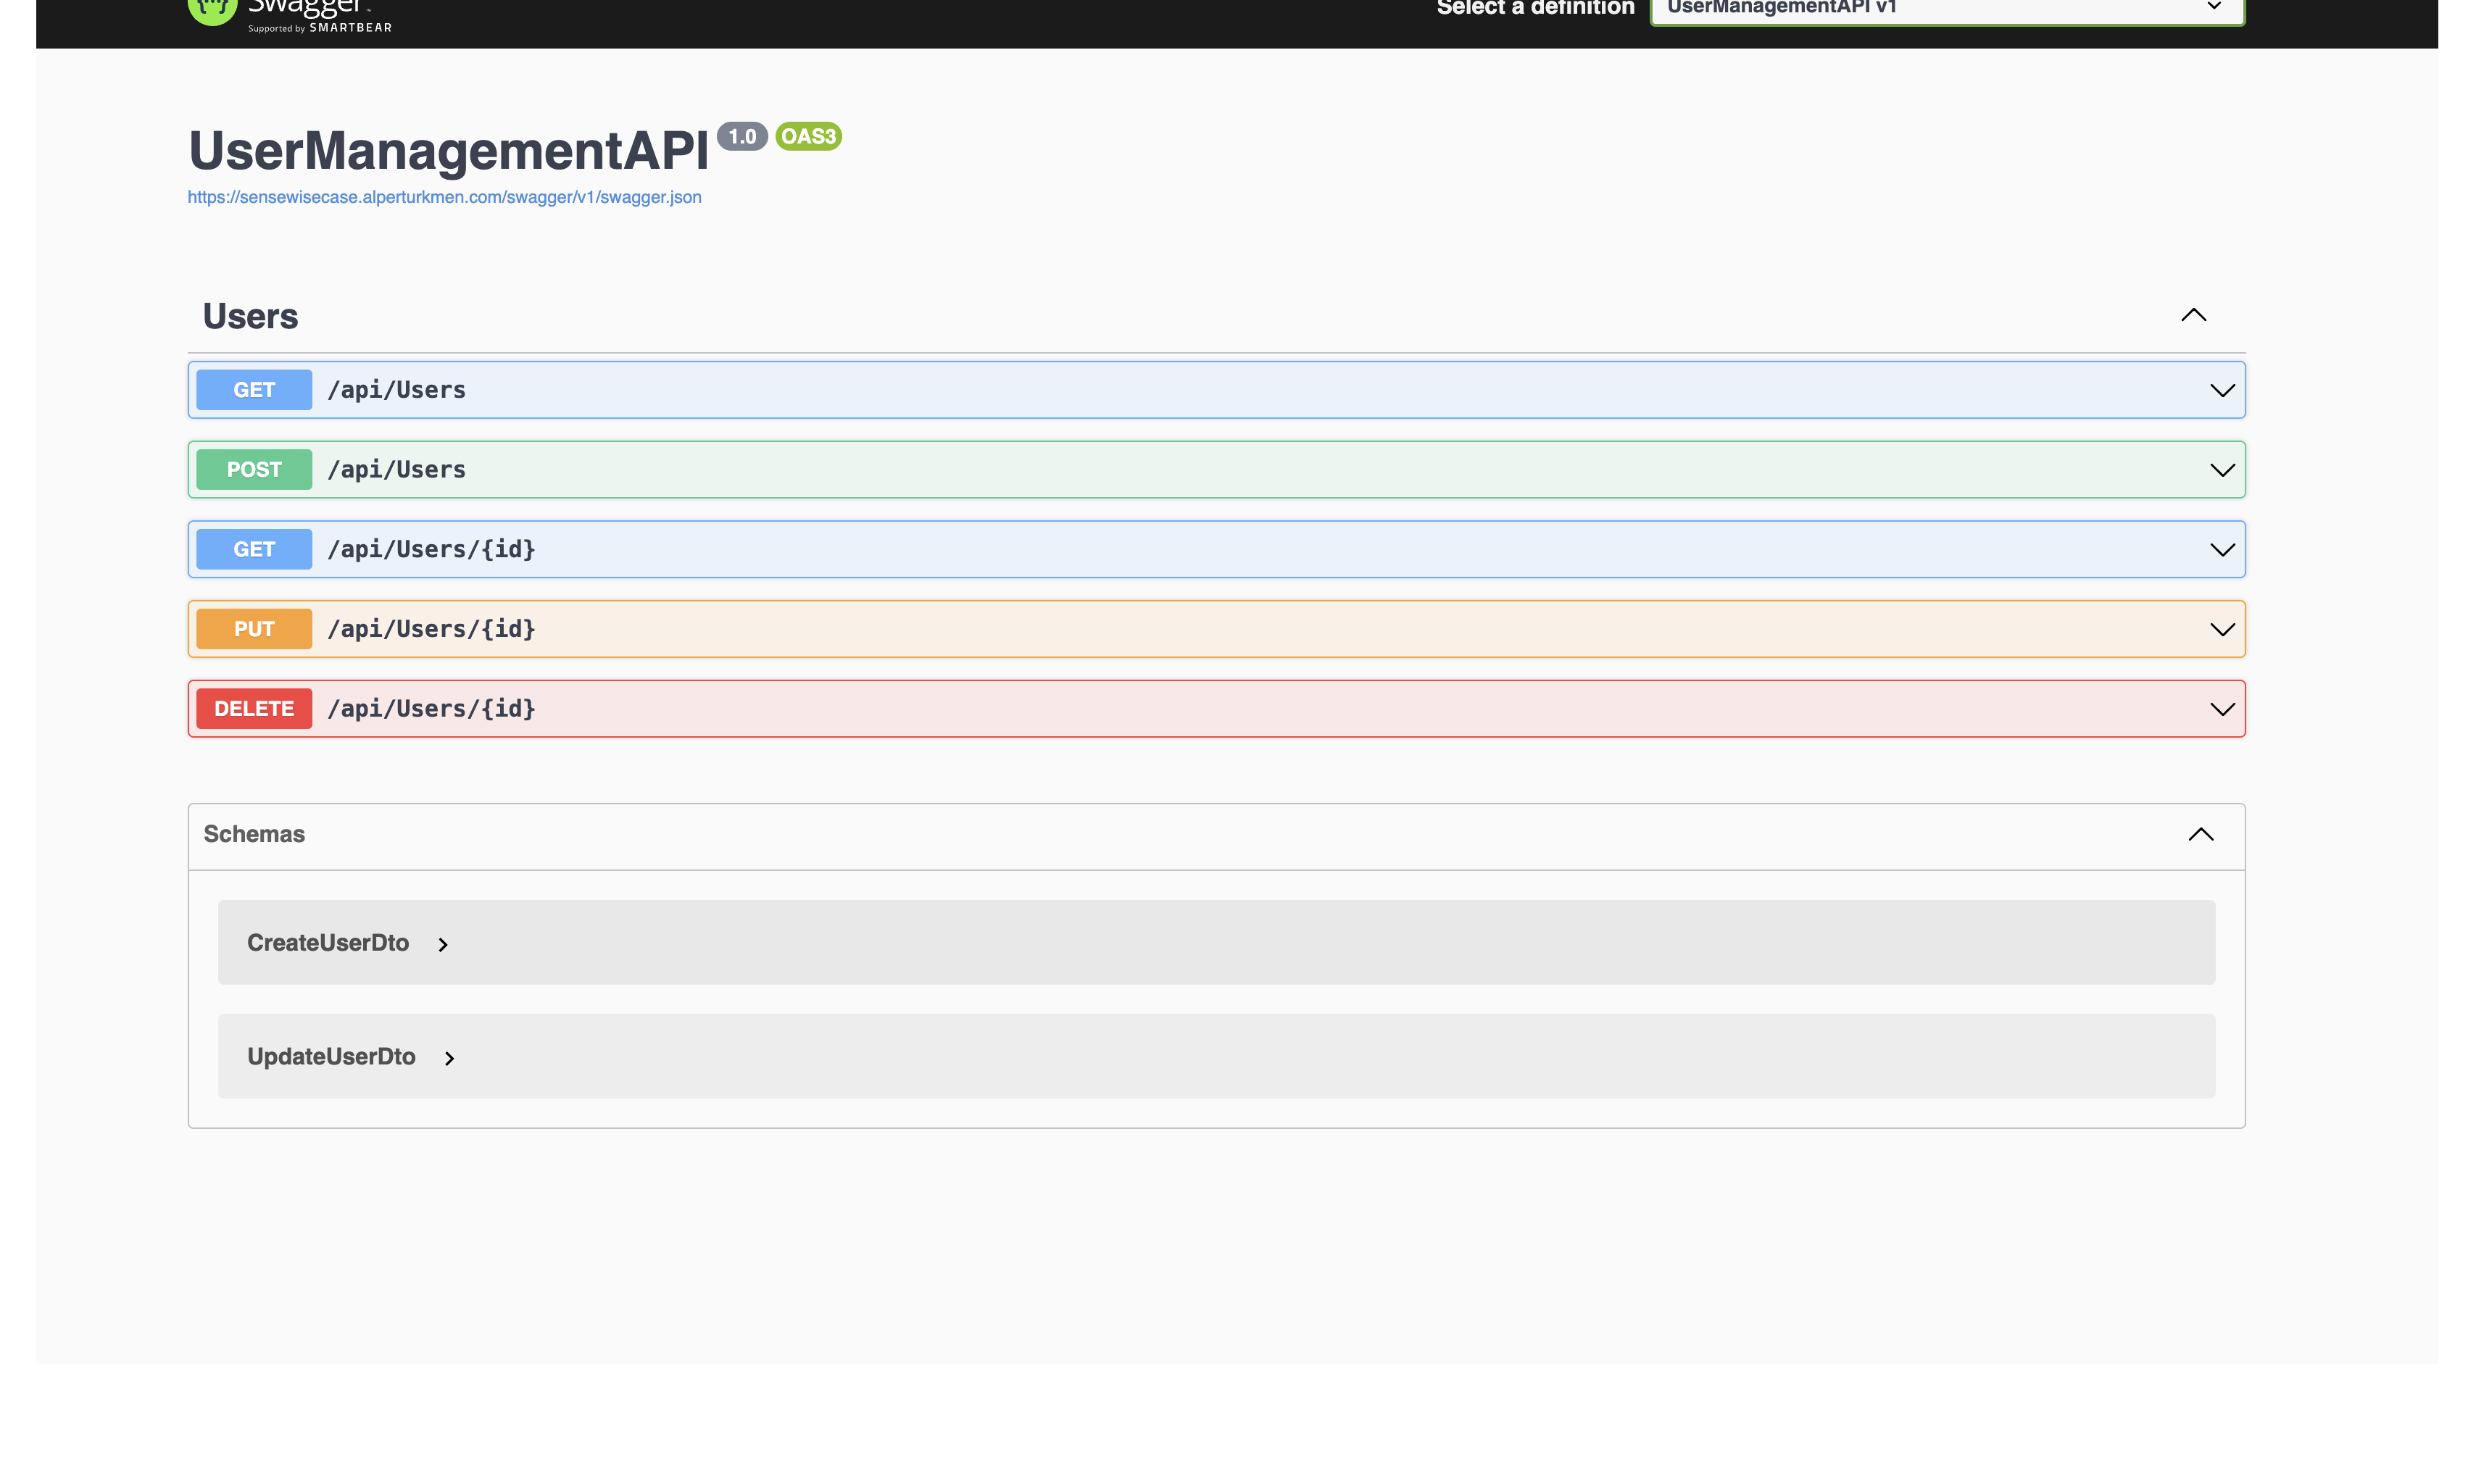 Swagger
Supported by SMARTBEAR
Select a definition
UserManagementAPI v1
UserManagementAPI 1.0 OAS3
https://sensewisecase.alperturkmen.com/swagger/v1/swagger.json
Users
GET /api/Users
POST /api/Users
GET /api/Users/{id}
PUT /api/Users/{id}
DELETE /api/Users/{id}
Schemas
CreateUserDto
UpdateUserDto